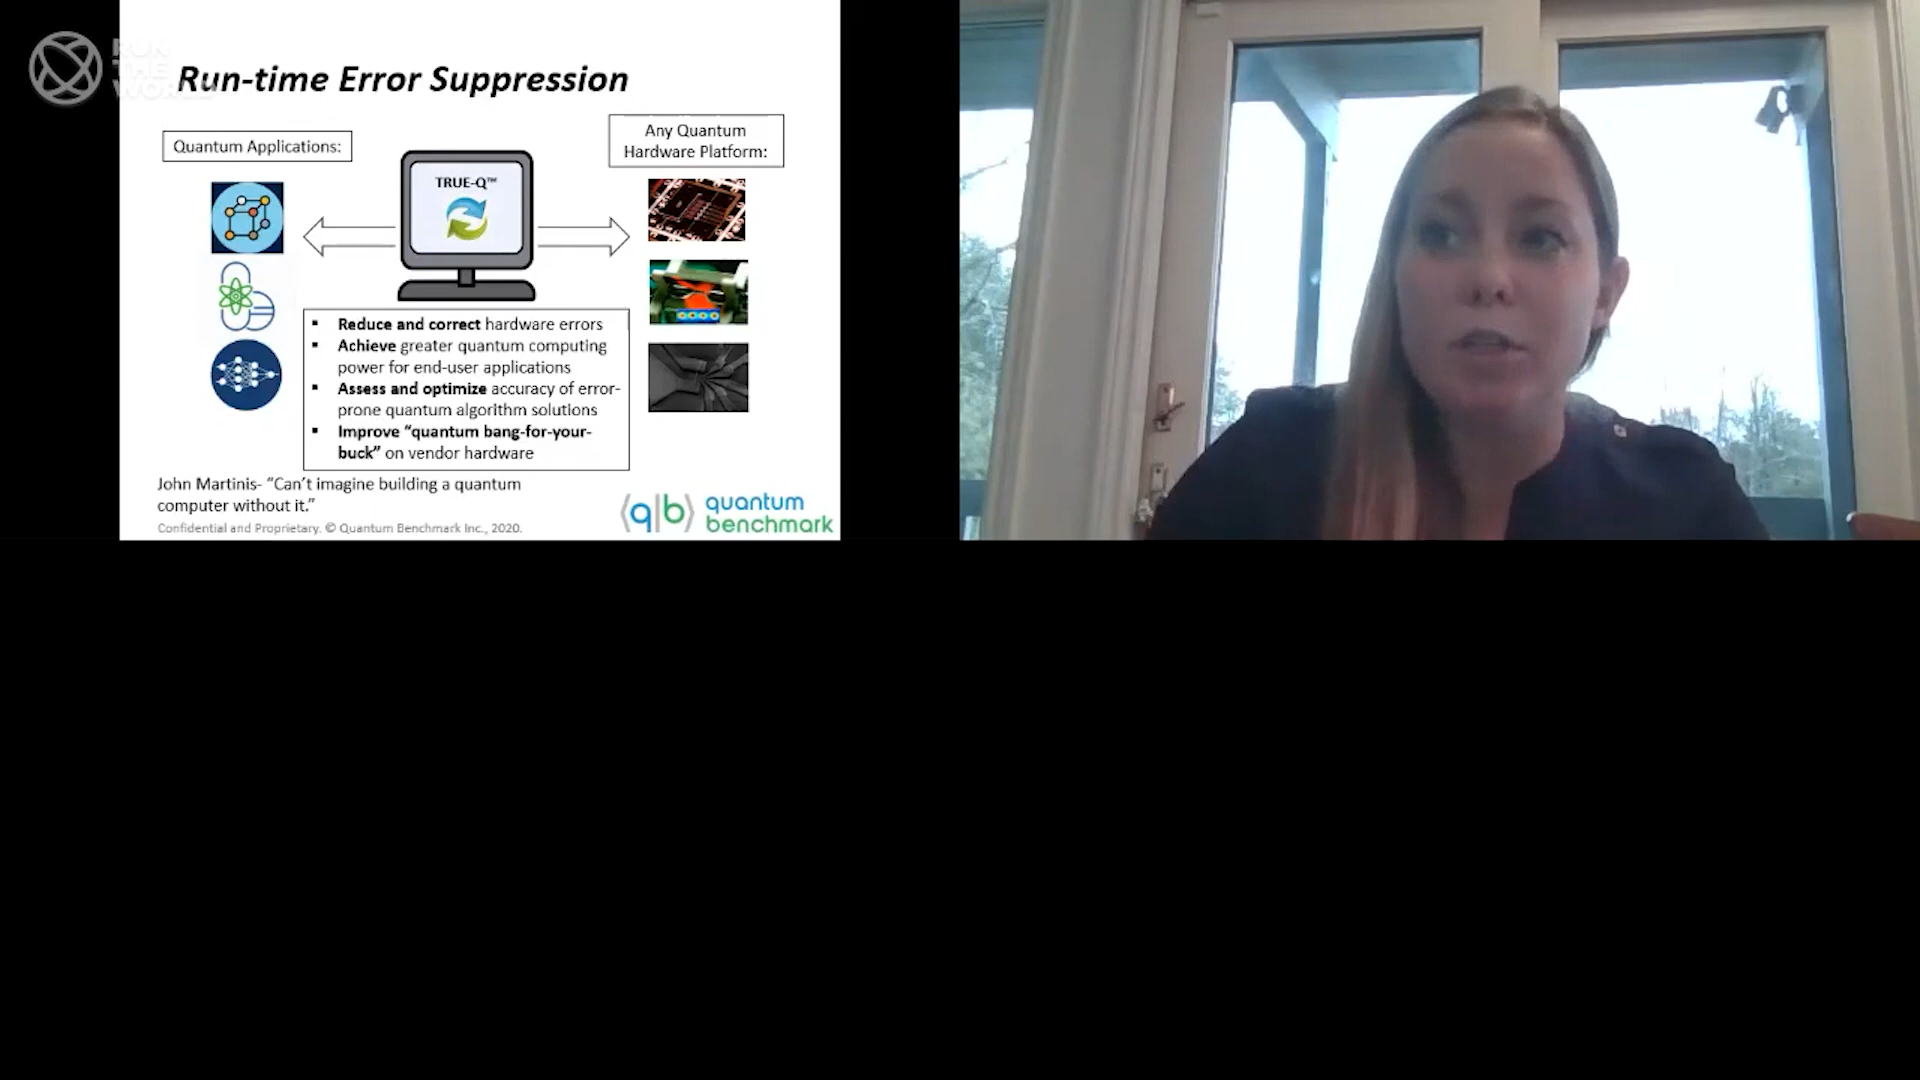 RUN
THE
WORLD
Run-time Error Suppression
Quantum Applications:
Any Quantum
Hardware Platform:
TRUE-Q™
▪ Reduce and correct hardware errors
▪ Achieve greater quantum computing
power for end-user applications
▪ Assess and optimize accuracy of error-
prone quantum algorithm solutions
▪ Improve “quantum bang-for-your-
buck” on vendor hardware
John Martinis- “Can’t imagine building a quantum
computer without it.”
Confidential and Proprietary. © Quantum Benchmark Inc., 2020.
⟨q|b⟩ quantum
benchmark